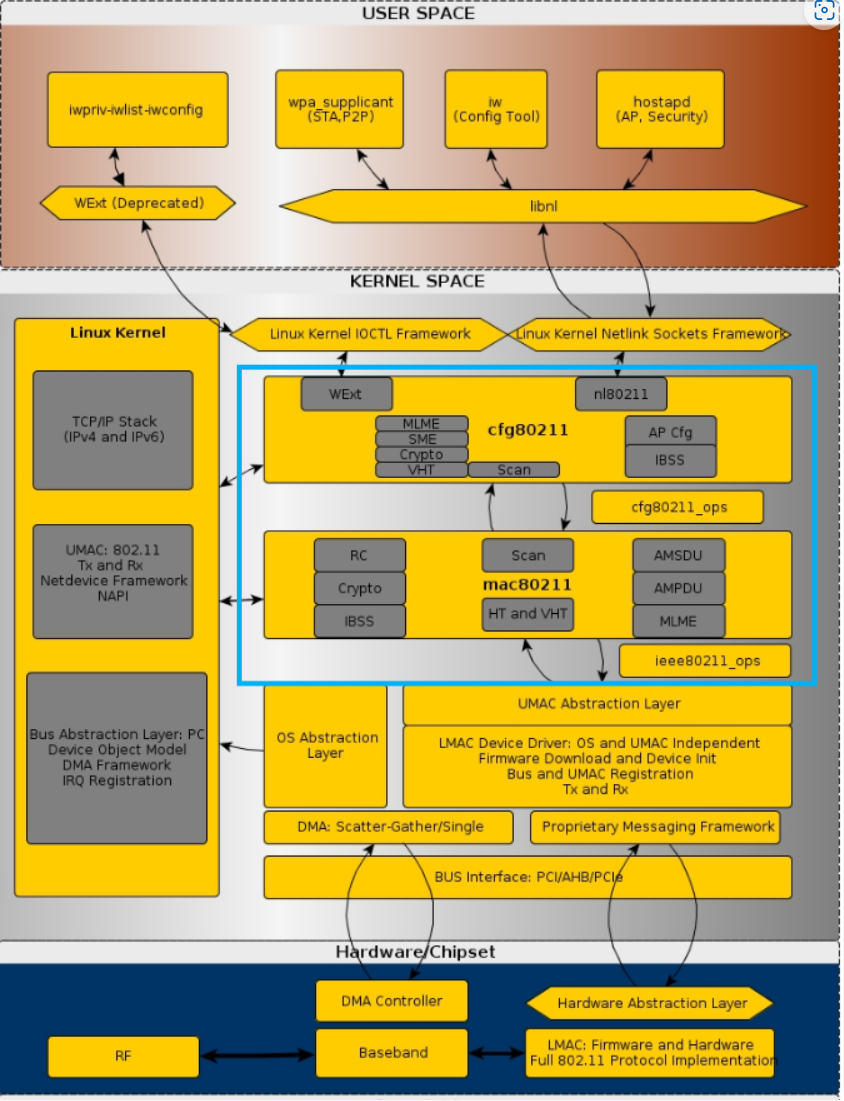 USER SPACE
iwpriv-iwlist-iwconfig
wpa_supplicant
(STA,P2P)
iw
(Config Tool)
hostapd
(AP, Security)
WExt (Deprecated)
libnl
KERNEL SPACE
Linux Kernel
Linux Kernel IOCTL Framework
Linux Kernel Netlink Sockets Framework
TCP/IP Stack
(IPv4 and IPv6)
WExt
nl80211
MLME
SME
Crypto
VHT
Scan
cfg80211
AP Cfg
IBSS
cfg80211_ops
UMAC: 802.11
Tx and Rx
Netdevice Framework
NAPI
RC
Crypto
IBSS
Scan
mac80211
HT and VHT
AMSDU
AMPDU
MLME
ieee80211_ops
Bus Abstraction Layer: PC
Device Object Model
DMA Framework
IRQ Registration
OS Abstraction
Layer
UMAC Abstraction Layer
LMAC Device Driver: OS and UMAC Independent
Firmware Download and Device Init
Bus and UMAC Registration
Tx and Rx
DMA: Scatter-Gather/Single
Proprietary Messaging Framework
BUS Interface: PCI/AHB/PCIe
Hardware/Chipset
DMA Controller
Hardware Abstraction Layer
RF
Baseband
LMAC: Firmware and Hardware
Full 802.11 Protocol Implementation